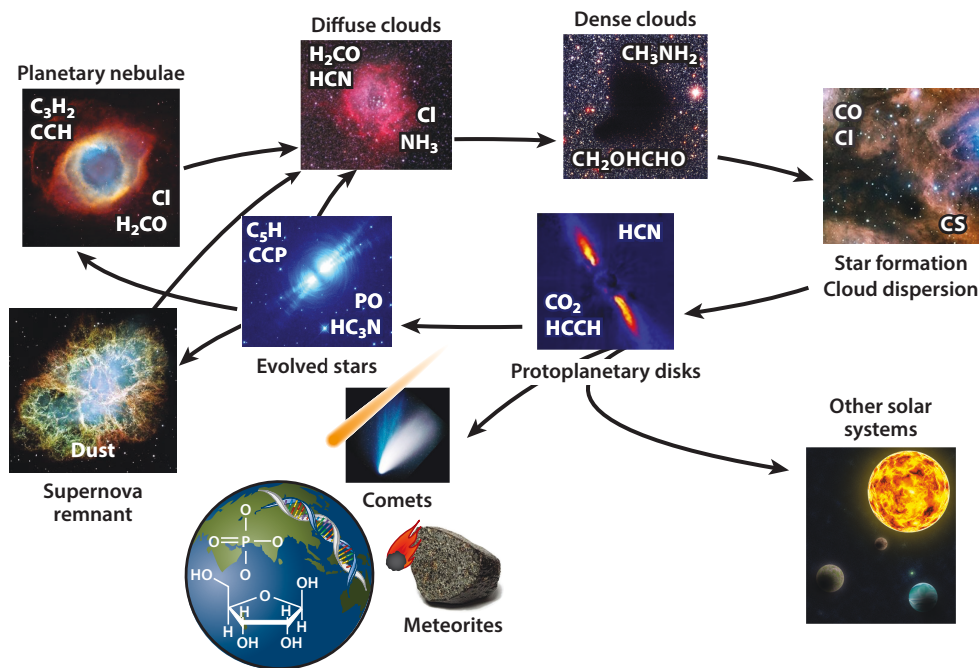 Planetary nebulae
C₃H₂
CCH
Cl
H₂CO
Diffuse clouds
H₂CO
HCN
Cl
NH₃
Dense clouds
CH₃NH₂
CH₂OHCHO
CO
Cl
CS
Star formation
Cloud dispersion
C₅H
CCP
PO
HC₃N
Evolved stars
HCN
CO₂
HCCH
Protoplanetary disks
Dust
Supernova
remnant
Comets
Other solar
systems
O
O=P–O
O
HO
O
OH
H
H
H
H
OH
OH
Meteorites